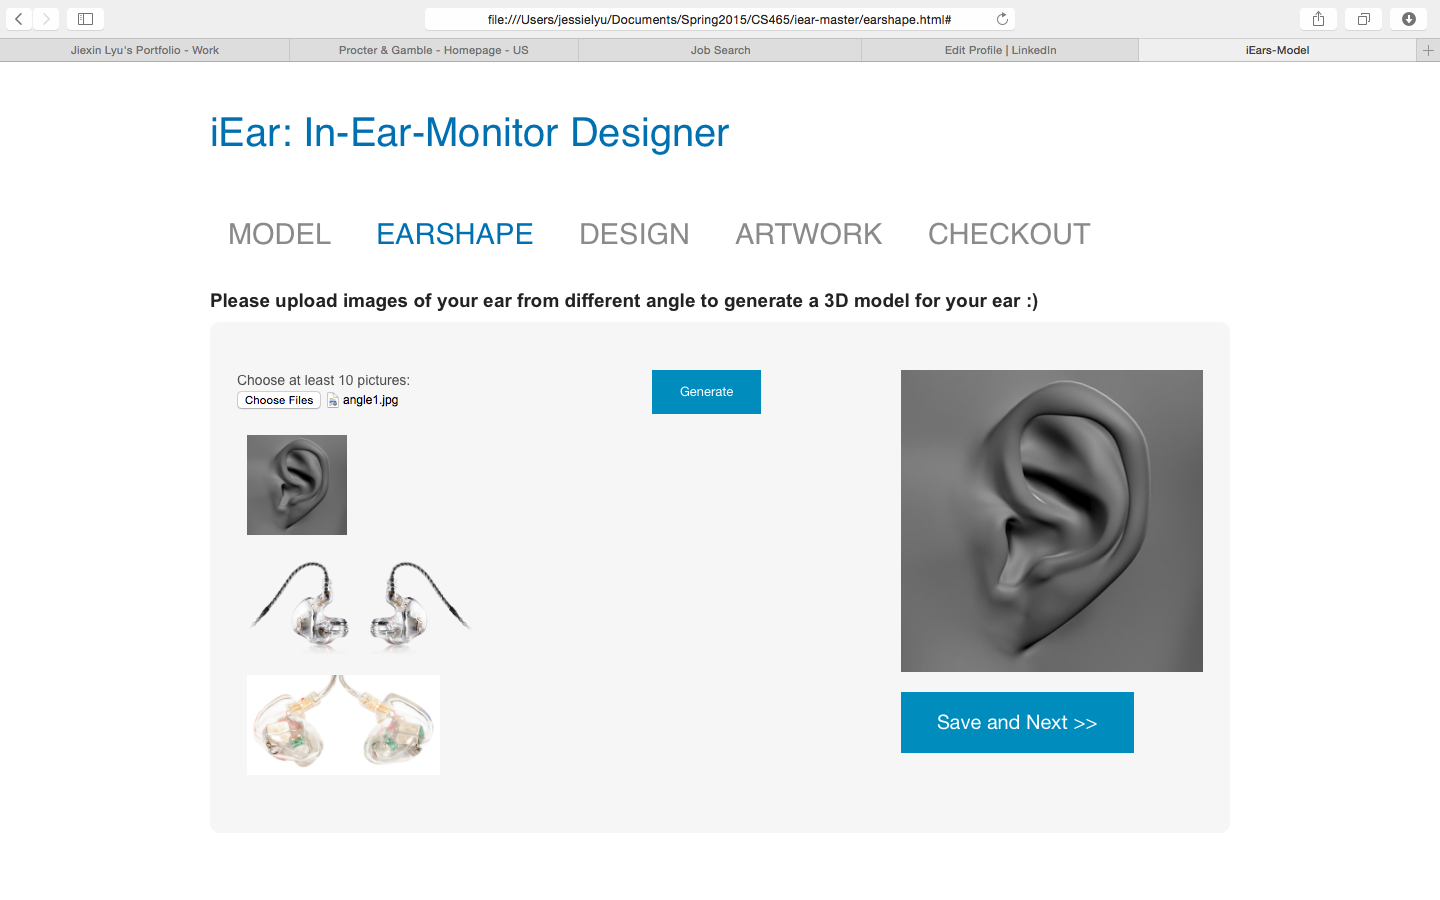 file:///Users/jessielyu/Documents/Spring2015/CS465/iear-master/earshape.html#
Jiexin Lyu's Portfolio - Work
Procter & Gamble - Homepage - US
Job Search
Edit Profile | LinkedIn
iEars-Model
iEar: In-Ear-Monitor Designer
MODEL EARSHAPE DESIGN ARTWORK CHECKOUT
Please upload images of your ear from different angle to generate a 3D model for your ear :)
Choose at least 10 pictures:
Choose Files angle1.jpg
Generate
Save and Next >>